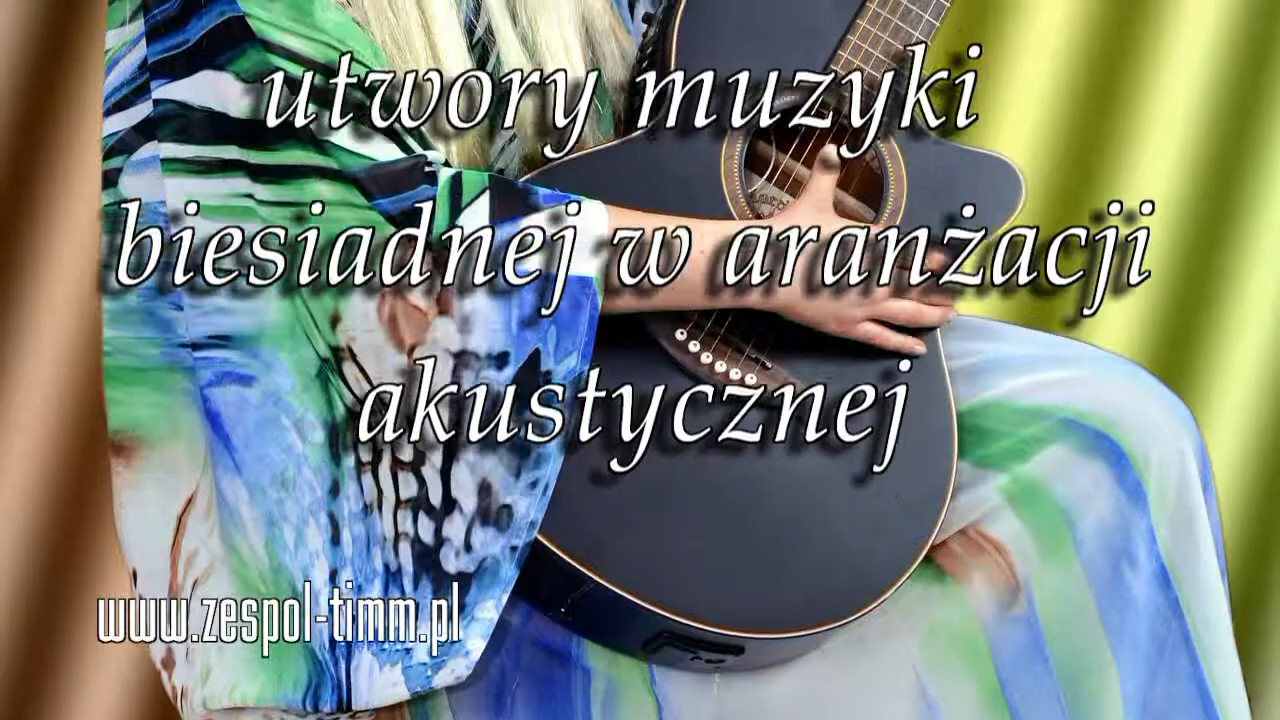 utwory muzyki
biesiadnej w aranżacji
akustycznej
www.zespol-timm.pl